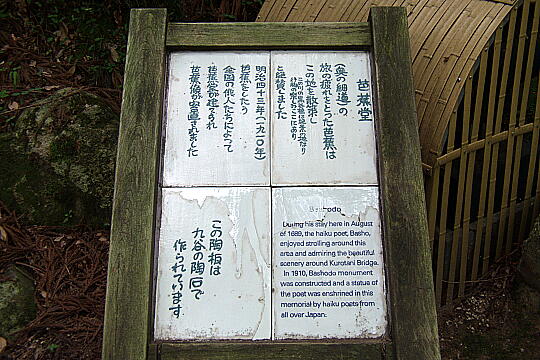 芭蕉堂
(奥の細道)の
旅の疲れをとった芭蕉は
この地を散策し
と絶賛しました
明治四十三年(一九一〇年)
芭蕉をしたう
全国の俳人たちによって
芭蕉堂が建てられ
芭蕉像が安置されました
この陶板は
九谷の陶石で
作られています
Bashodo
During his stay here in August
of 1689, the haiku poet, Basho,
enjoyed strolling around this
area and admiring the beautiful
scenery around Kurotani Bridge.
In 1910, Bashodo monument
was constructed and a statue of
the poet was enshrined in this
memorial by haiku poets from
all over Japan.